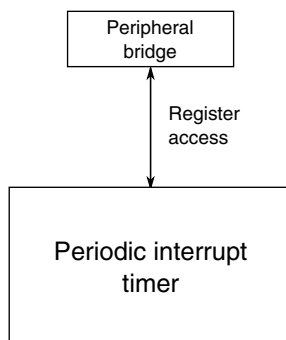 Peripheral
bridge
Register
access
Periodic interrupt
timer